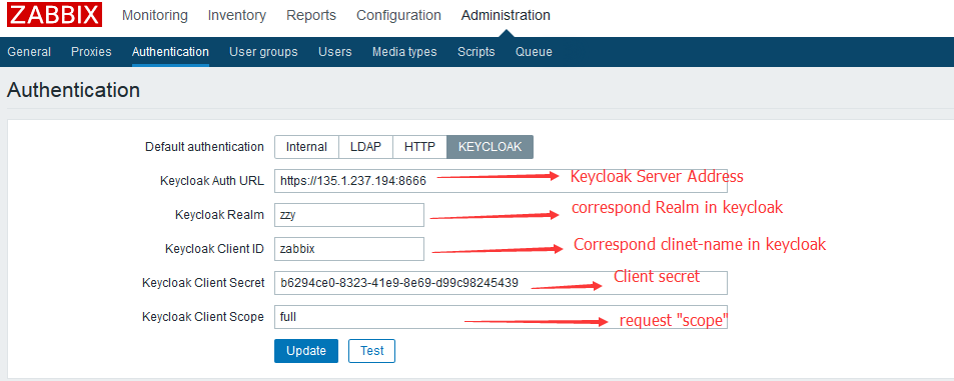 ZABBIX Monitoring Inventory Reports Configuration Administration
General Proxies Authentication User groups Users Media types Scripts Queue
Authentication
Default authentication Internal LDAP HTTP KEYCLOAK
Keycloak Auth URL https://135.1.237.194:8666 Keycloak Server Address
Keycloak Realm zzy correspond Realm in keycloak
Keycloak Client ID zabbix Correspond clinet-name in keycloak
Keycloak Client Secret b6294ce0-8323-41e9-8e69-d99c98245439 Client secret
Keycloak Client Scope full request "scope"
Update Test